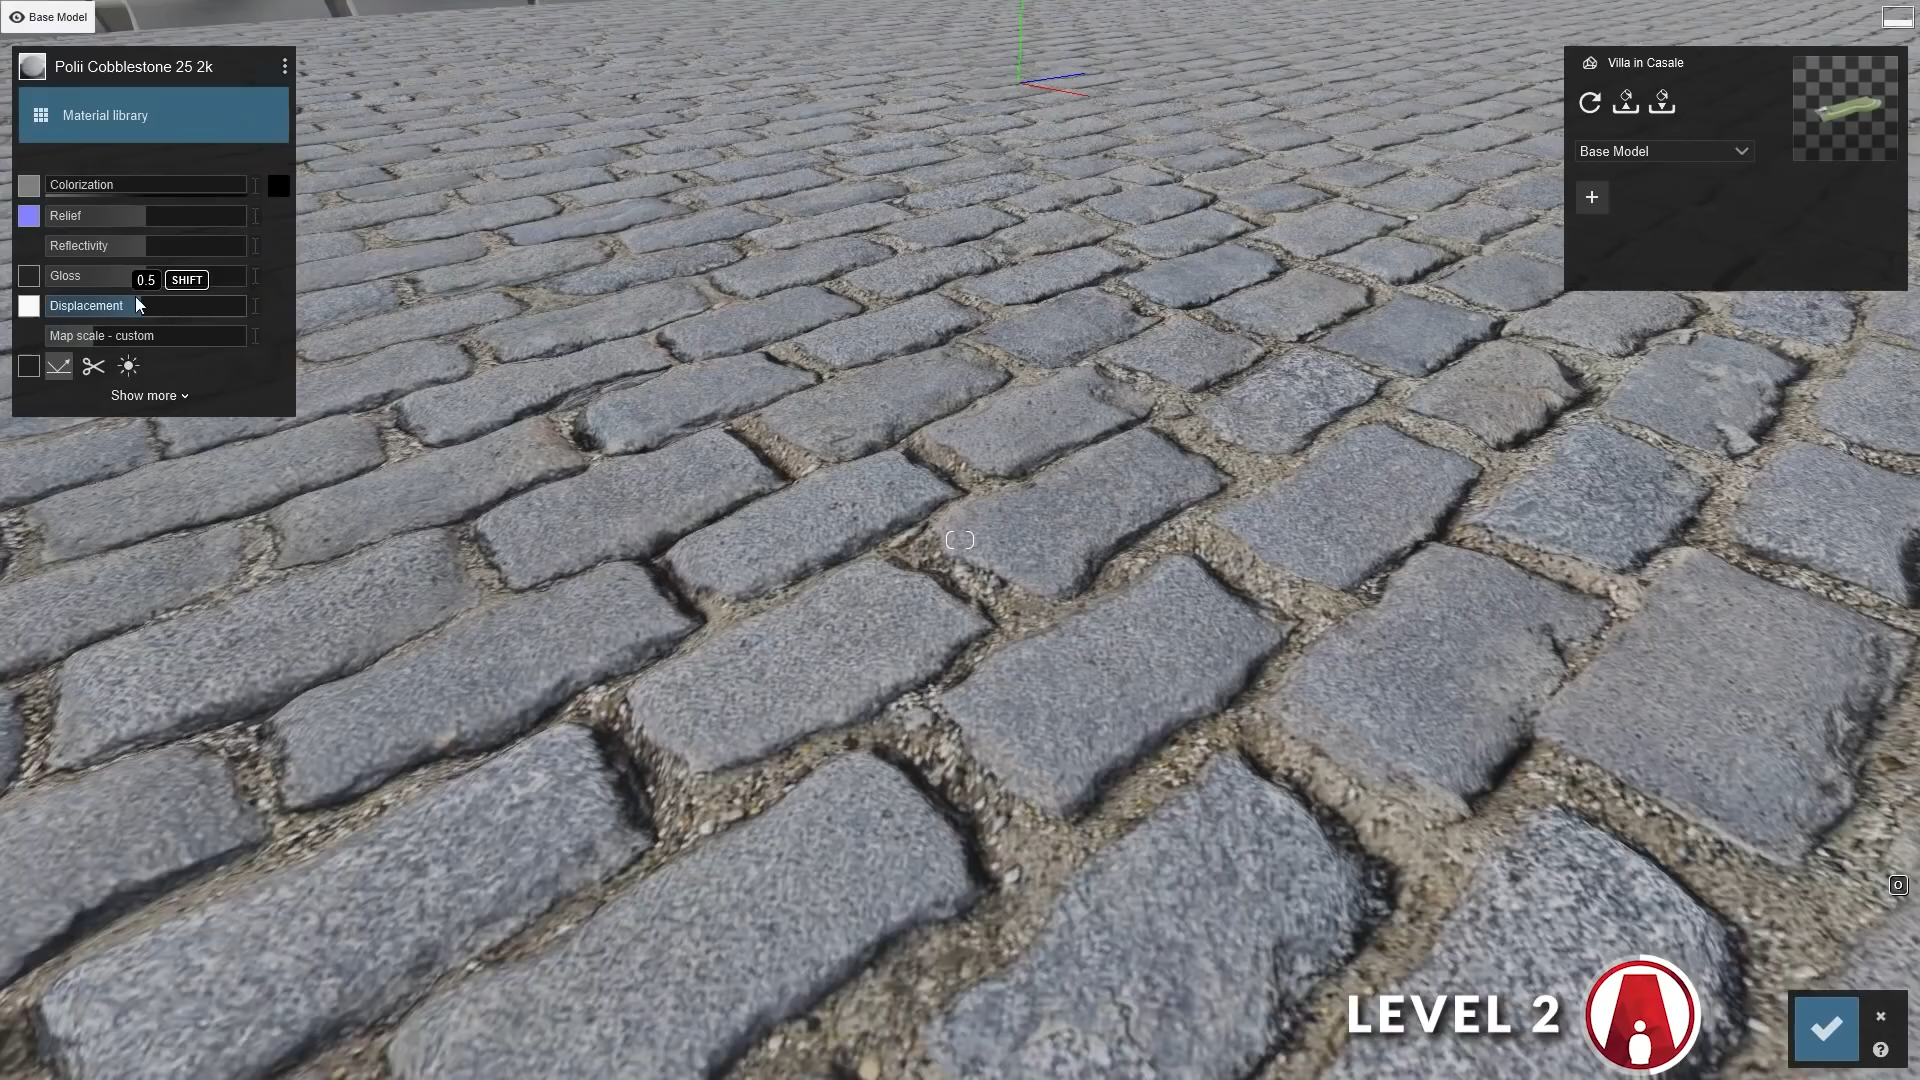 Base Model
Polii Cobblestone 25 2k
Material library
Colorization
Relief
Reflectivity
Gloss
0.5 SHIFT
Displacement
Map scale - custom
Show more
Villa in Casale
Base Model
O
LEVEL 2